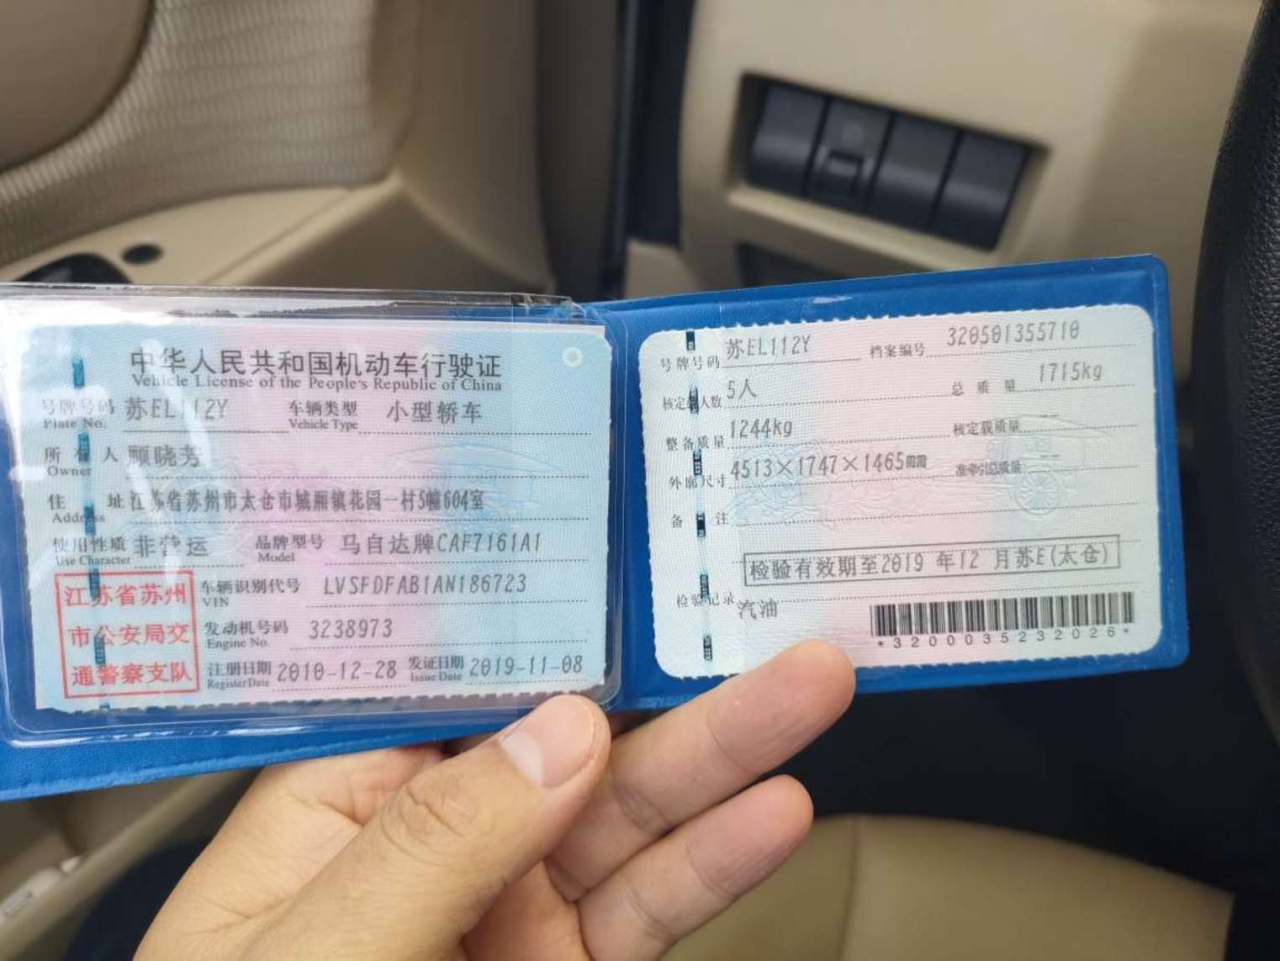 中华人民共和国机动车行驶证
Vehicle License of the People's Republic of China
号牌号码 苏EL112Y 车辆类型 小型轿车
Plate No. Vehicle Type
所有人 顾晓芳
Owner
住址 江苏省苏州市太仓市城厢镇花园一村5幢604室
Address
使用性质 非营运 品牌型号 马自达牌CAF7161A1
Use Character Model
江苏省苏州
市公安局交
通警察支队
车辆识别代号 LVSFDFAB1AN186723
VIN
发动机号码 3238973
Engine No.
注册日期 2010-12-28 发证日期 2019-11-08
Register Date Issue Date
号牌号码 苏EL112Y 档案编号 320501355710
核定载人数 5人 总质量 1715kg
整备质量 1244kg 核定载质量 --
外廓尺寸 4513×1747×1465 准牵引总质量 --
备注
检验有效期至2019年12月苏E(太仓)
检验记录 汽油
*3200035232026*